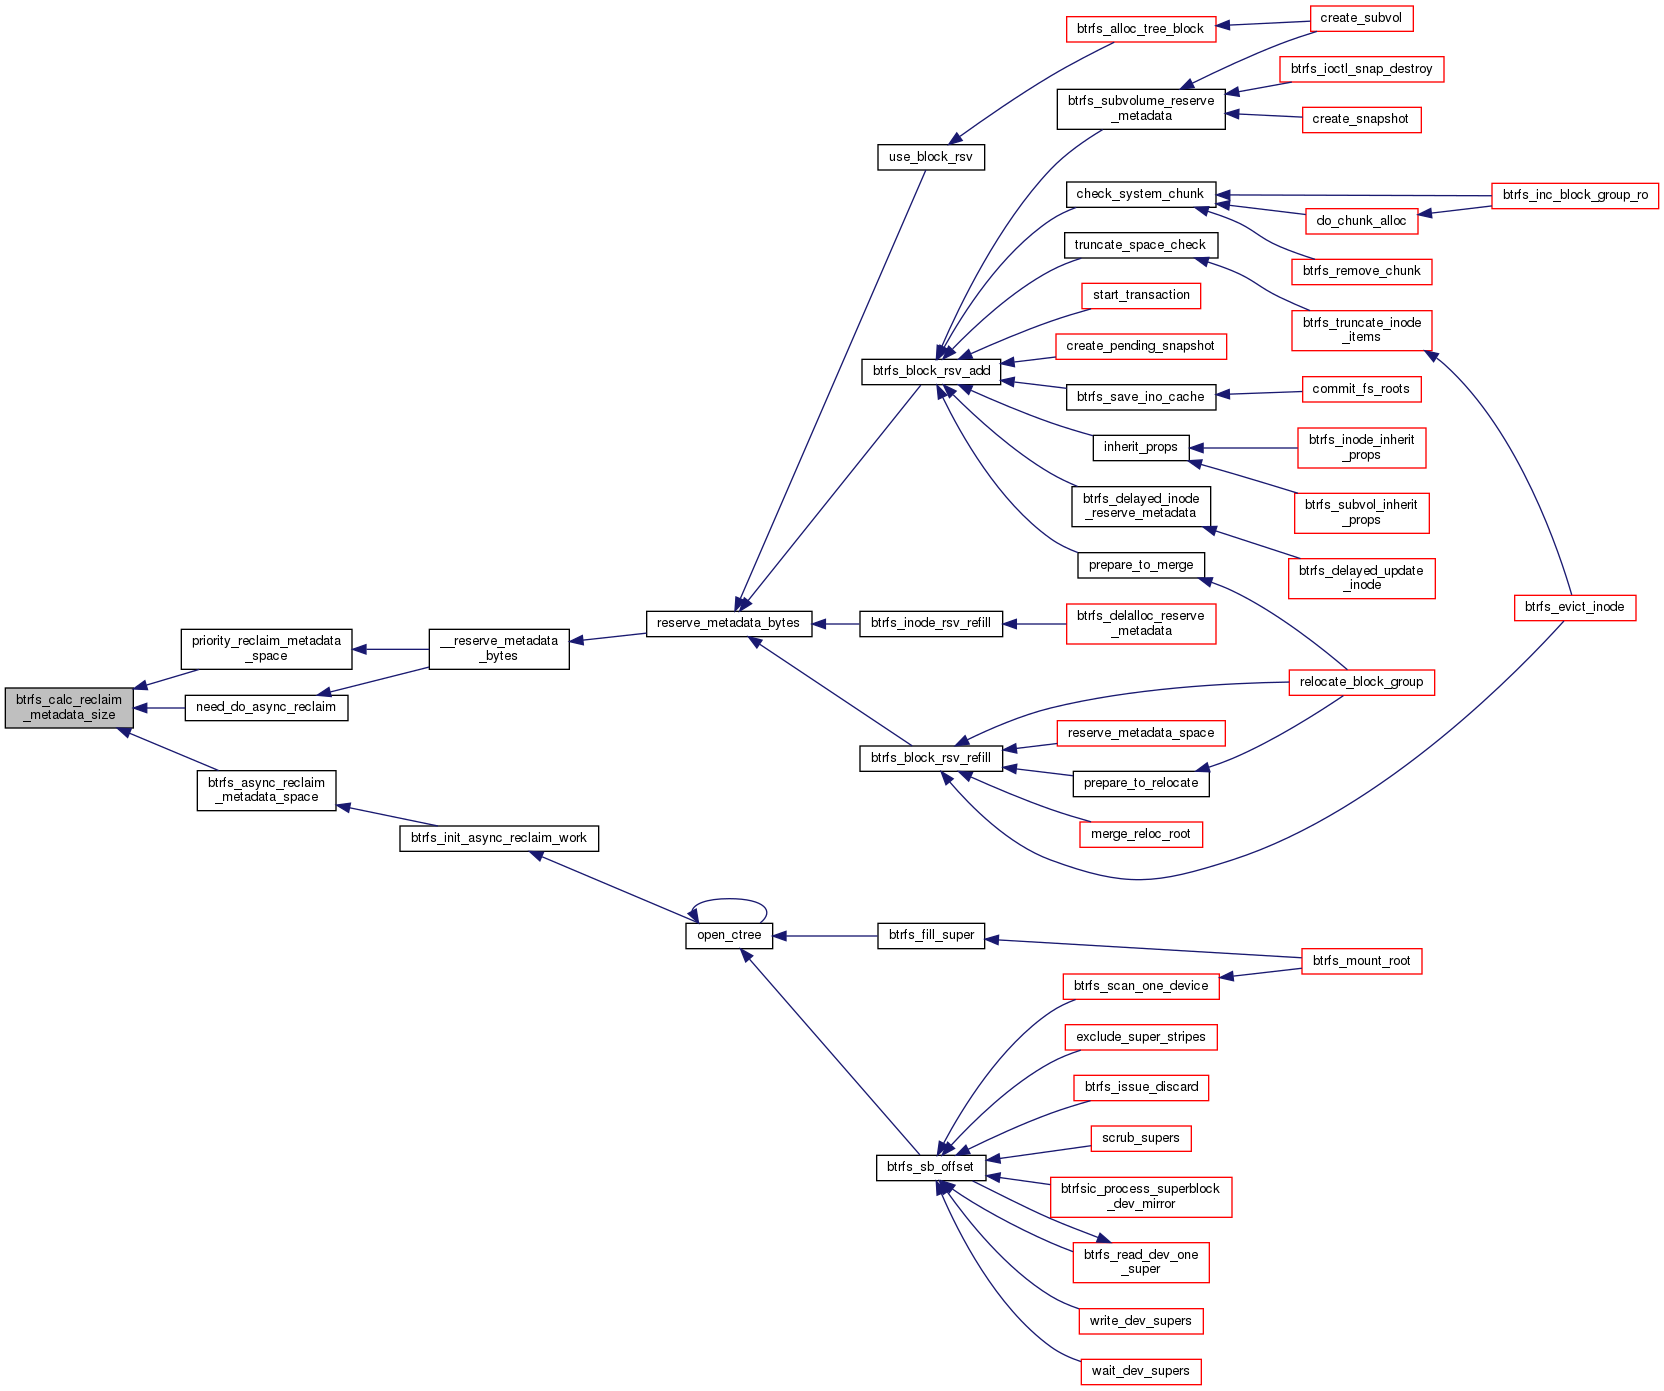 btrfs_calc_reclaim
_metadata_size
priority_reclaim_metadata
_space
need_do_async_reclaim
btrfs_async_reclaim
_metadata_space
__reserve_metadata
_bytes
btrfs_init_async_reclaim_work
reserve_metadata_bytes
open_ctree
use_block_rsv
btrfs_block_rsv_add
btrfs_inode_rsv_refill
btrfs_block_rsv_refill
btrfs_fill_super
btrfs_sb_offset
btrfs_alloc_tree_block
btrfs_subvolume_reserve
_metadata
check_system_chunk
truncate_space_check
start_transaction
create_pending_snapshot
btrfs_save_ino_cache
inherit_props
btrfs_delayed_inode
_reserve_metadata
prepare_to_merge
btrfs_delalloc_reserve
_metadata
reserve_metadata_space
prepare_to_relocate
merge_reloc_root
btrfs_scan_one_device
exclude_super_stripes
btrfs_issue_discard
scrub_supers
btrfsic_process_superblock
_dev_mirror
btrfs_read_dev_one
_super
write_dev_supers
wait_dev_supers
create_subvol
btrfs_ioctl_snap_destroy
create_snapshot
do_chunk_alloc
btrfs_remove_chunk
btrfs_truncate_inode
_items
commit_fs_roots
btrfs_inode_inherit
_props
btrfs_subvol_inherit
_props
btrfs_delayed_update
_inode
relocate_block_group
btrfs_mount_root
btrfs_inc_block_group_ro
btrfs_evict_inode